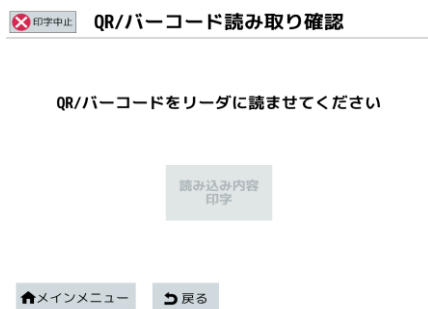 印字中止 QR/バーコード読み取り確認
QR/バーコードをリーダに読ませてください
読み込み内容
印字
メインメニュー 戻る